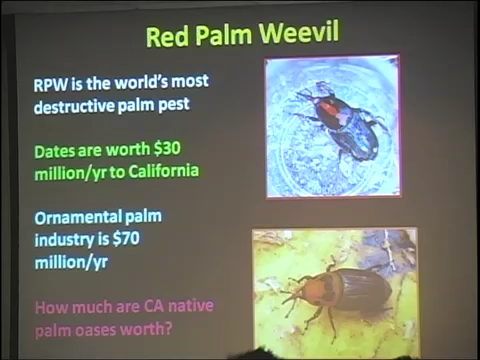 Red Palm Weevil
RPW is the world's most
destructive palm pest
Dates are worth $30
million/yr to California
Ornamental palm
industry is $70
million/yr
How much are CA native
palm oases worth?